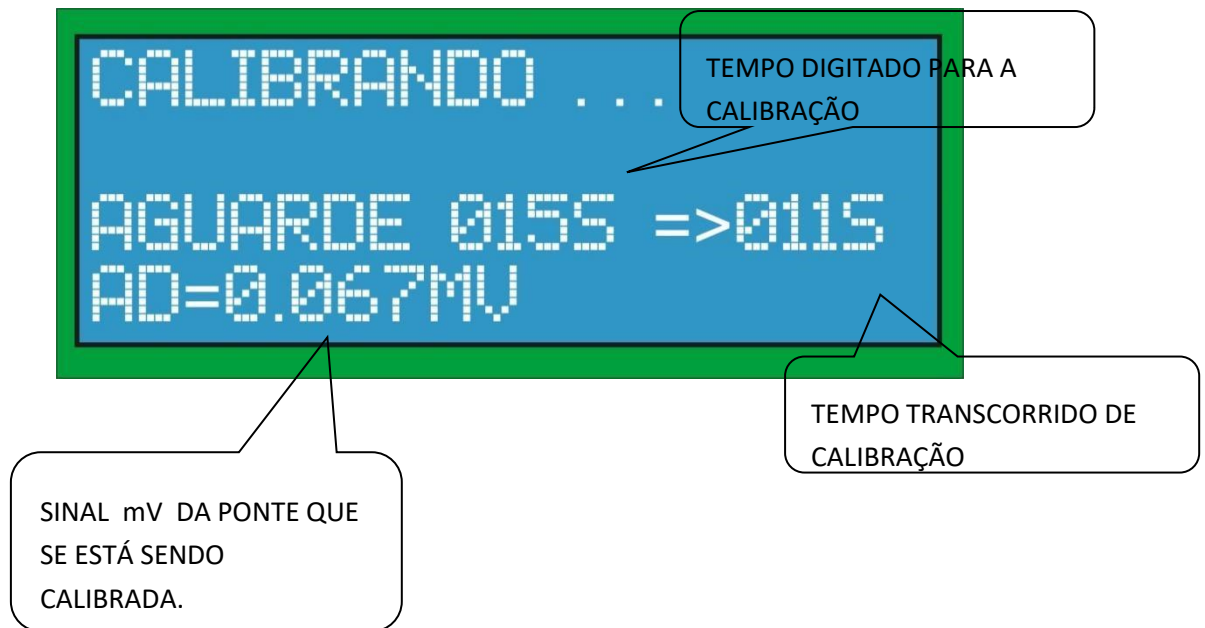 CALIBRANDO ...
TEMPO DIGITADO PARA A
CALIBRAÇÃO
AGUARDE 015S =>011S
AD=0.067MV
TEMPO TRANSCORRIDO DE
CALIBRAÇÃO
SINAL mV DA PONTE QUE
SE ESTÁ SENDO
CALIBRADA.